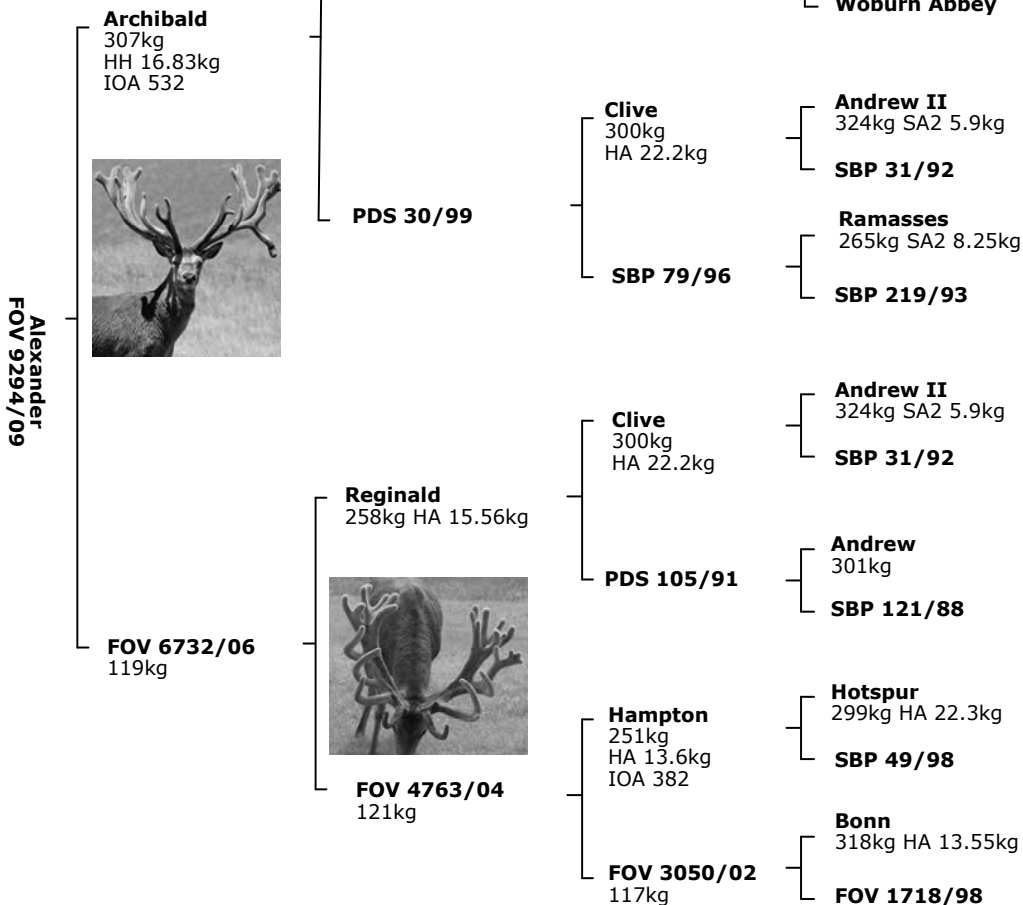 Woburn Abbey
Archibald
307kg
HH 16.83kg
IOA 532
Clive
300kg
HA 22.2kg
Andrew II
324kg SA2 5.9kg
SBP 31/92
PDS 30/99
SBP 79/96
Ramasses
265kg SA2 8.25kg
SBP 219/93
Alexander
FOV 9294/09
Reginald
258kg HA 15.56kg
Clive
300kg
HA 22.2kg
Andrew II
324kg SA2 5.9kg
SBP 31/92
PDS 105/91
Andrew
301kg
SBP 121/88
FOV 6732/06
119kg
FOV 4763/04
121kg
Hampton
251kg
HA 13.6kg
IOA 382
Hotspur
299kg HA 22.3kg
SBP 49/98
FOV 3050/02
117kg
Bonn
318kg HA 13.55kg
FOV 1718/98